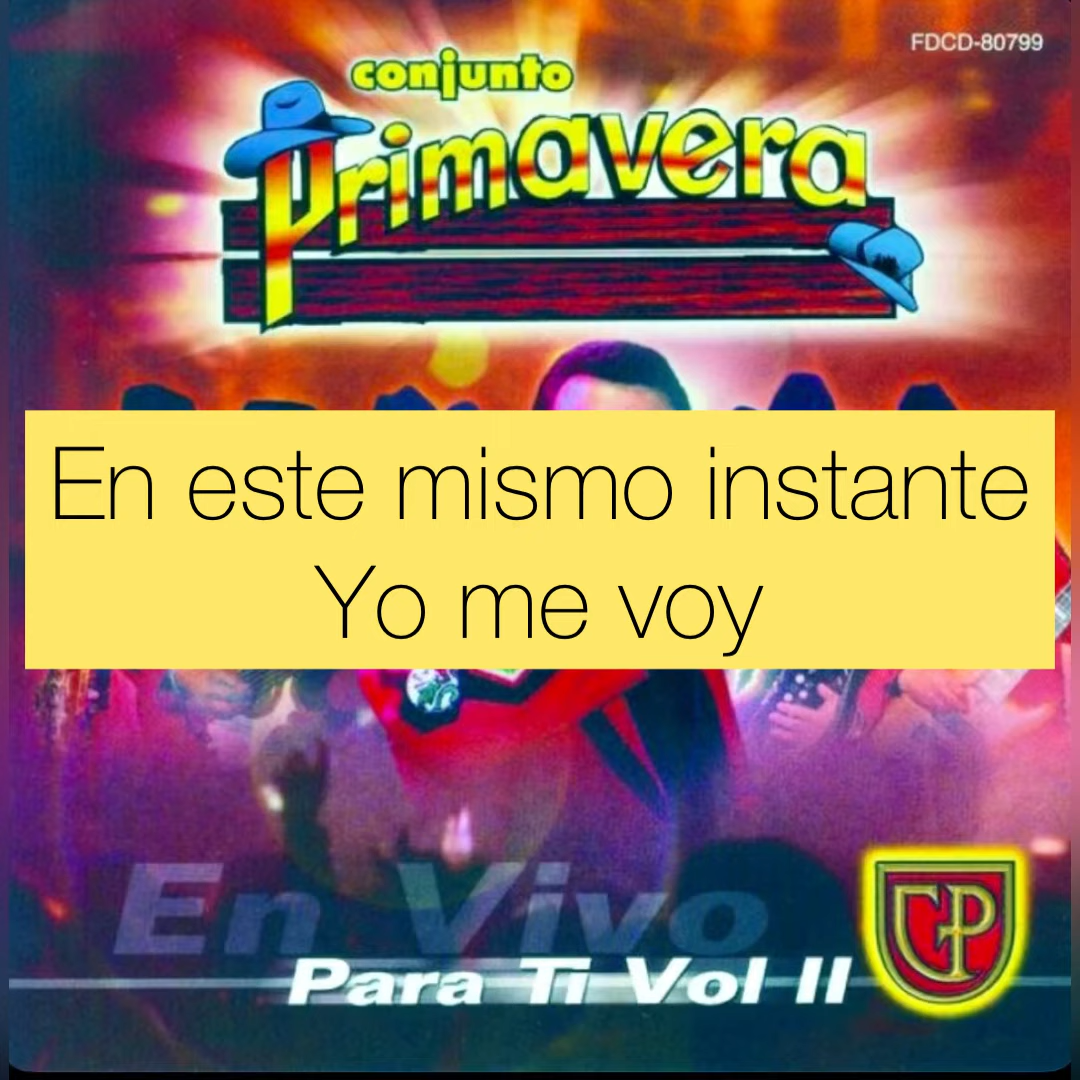 FDCD-80799
conjunto
Primavera
En este mismo instante
Yo me voy
En Vivo
Para Ti Vol II
CP